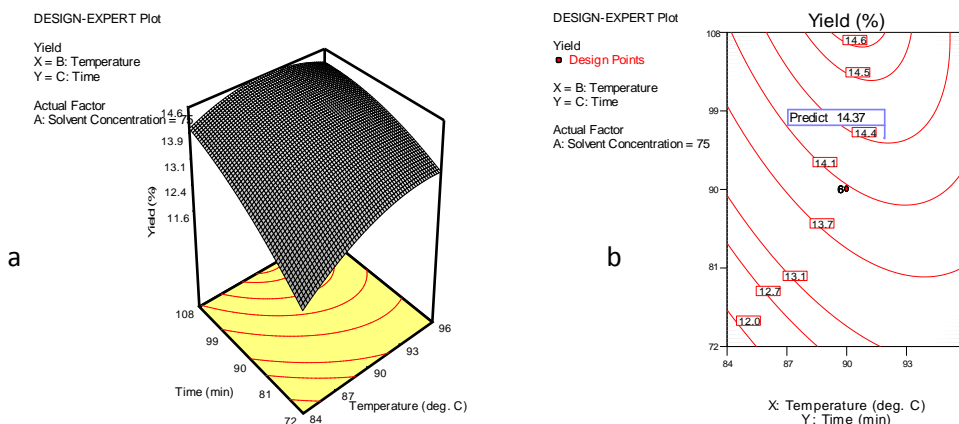 DESIGN-EXPERT Plot
Yield
X = B: Temperature
Y = C: Time
Actual Factor
A: Solvent Concentration = 75
14.6
13.9
13.1
12.4
11.6
Yield (%)
108
99
90
81
72
Time (min)
84
87
90
93
96
Temperature (deg. C)
a
DESIGN-EXPERT Plot
Yield
Design Points
X = B: Temperature
Y = C: Time
Actual Factor
A: Solvent Concentration = 75
b
Yield (%)
108
99
90
81
72
84
87
90
93
14.6
14.5
Predict 14.37
14.4
14.1
6
13.7
13.1
12.7
12.0
X: Temperature (deg. C)
Y: Time (min)